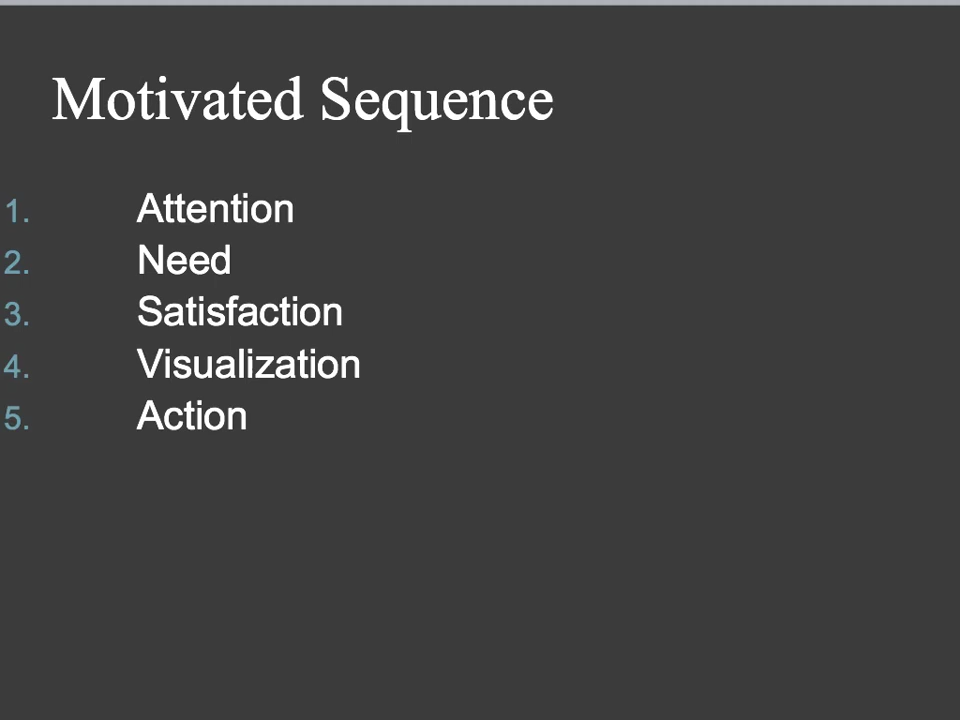 Motivated Sequence
1. Attention
2. Need
3. Satisfaction
4. Visualization
5. Action